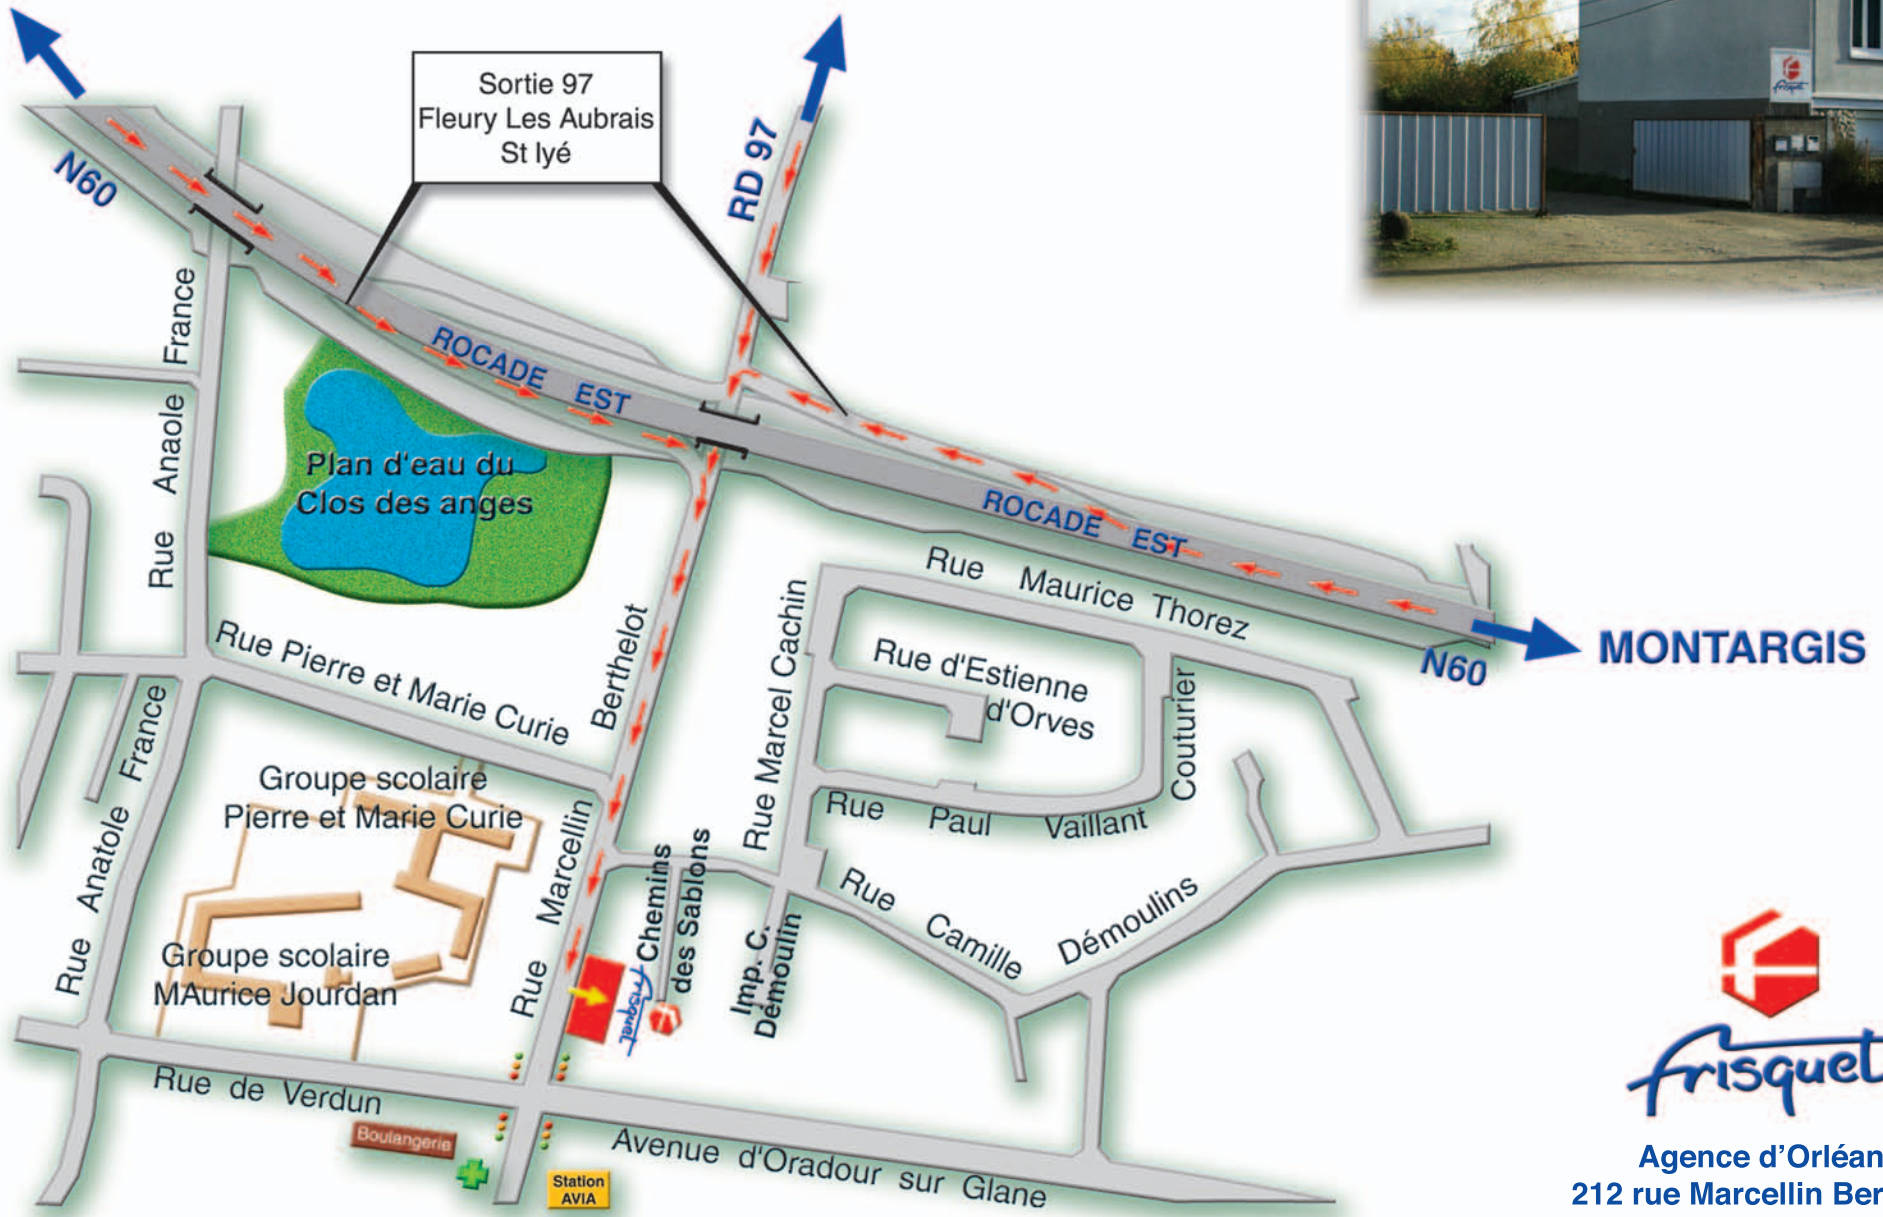 Sortie 97
Fleury Les Aubrais
St lyé
RD 97
N60
frisquet
ROCADE EST
Rue Anaole France
Plan d'eau du
Clos des anges
ROCADE EST
Rue Maurice Thorez
N60
MONTARGIS
Rue Pierre et Marie Curie
Rue Marcellin Berthelot
Rue Marcel Cachin
Rue d'Estienne
d'Orves
Rue Paul Vaillant Couturier
Rue Anatole France
Groupe scolaire
Pierre et Marie Curie
Groupe scolaire
MAurice Jourdan
Chemins
des Sablons
frisquet
Imp. C.
Démoulin
Rue Camille Démoulins
Rue de Verdun
Boulangerie
Avenue d'Oradour sur Glane
Station
AVIA
frisquet
Agence d'Orléan
212 rue Marcellin Ber